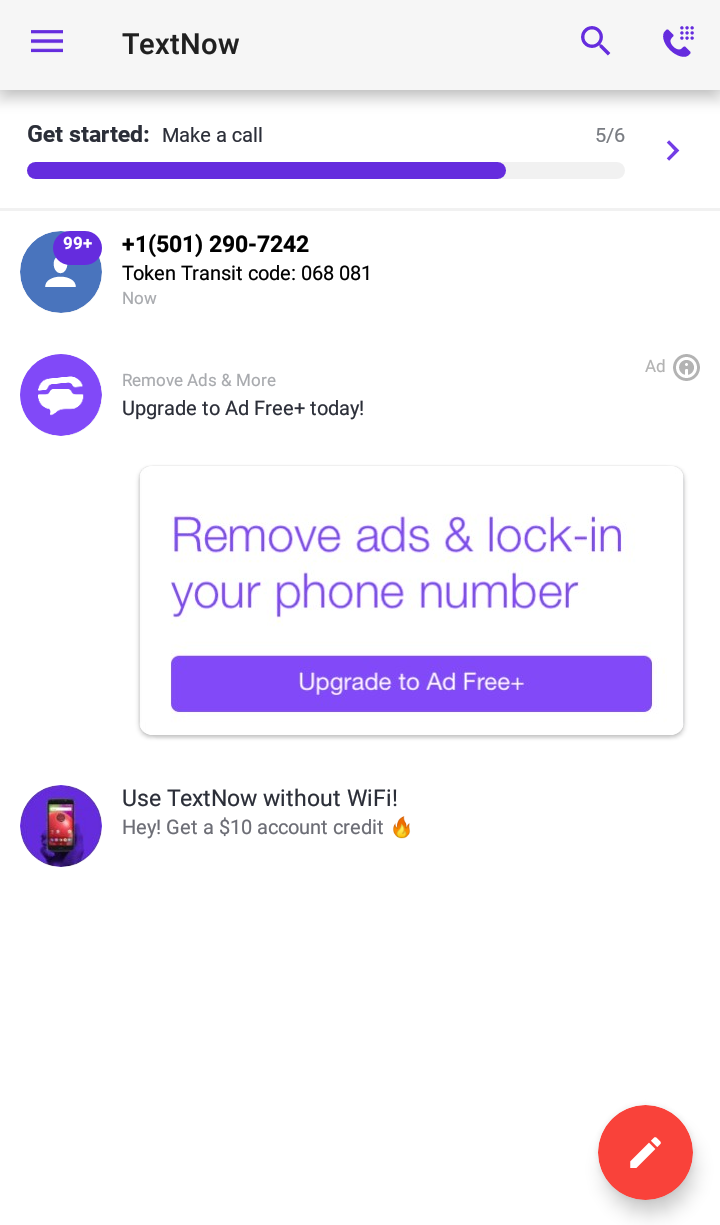 TextNow
Get started: Make a call 5/6
99+
+1(501) 290-7242
Token Transit code: 068 081
Now
Ad
Remove Ads & More
Upgrade to Ad Free+ today!
Remove ads & lock-in
your phone number
Upgrade to Ad Free+
Use TextNow without WiFi!
Hey! Get a $10 account credit 🔥